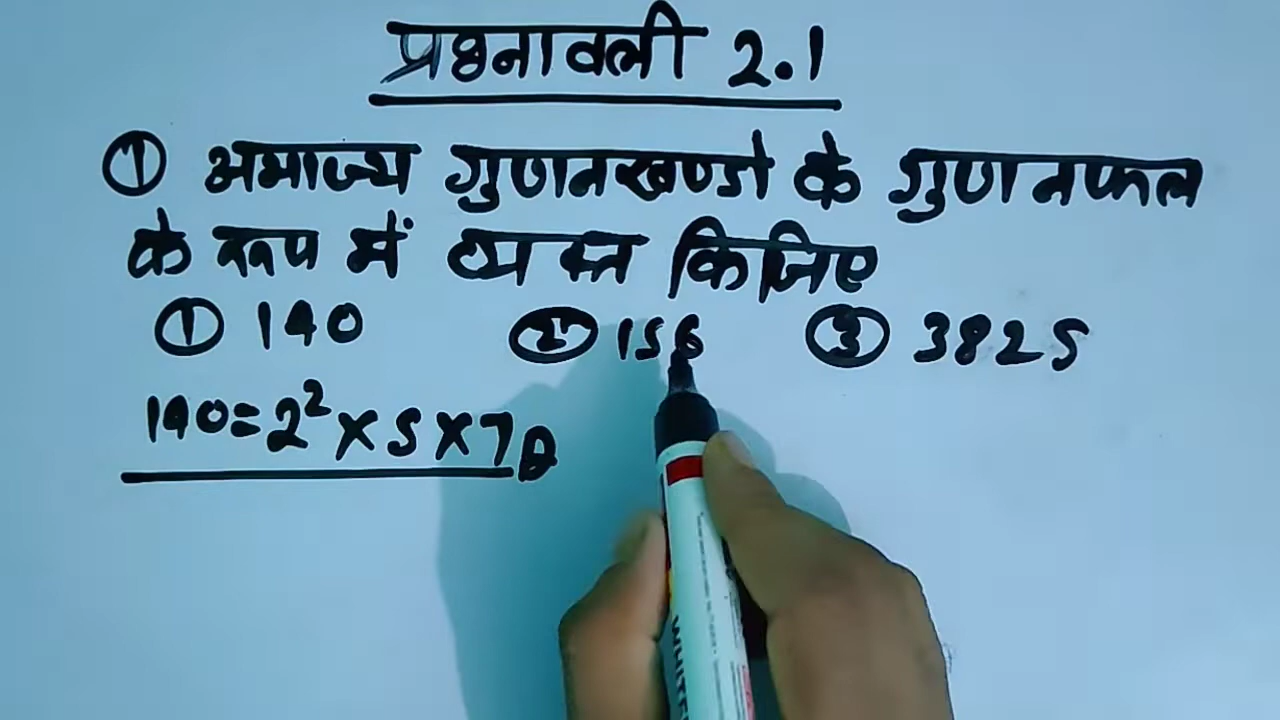 प्रश्नावली 2.1
① अभाज्य गुणनखण्डो के गुणनफल
के रूप में व्यक्त किजिए
① 140 ② 156 ③ 3825
140=2²×5×7
WHITE